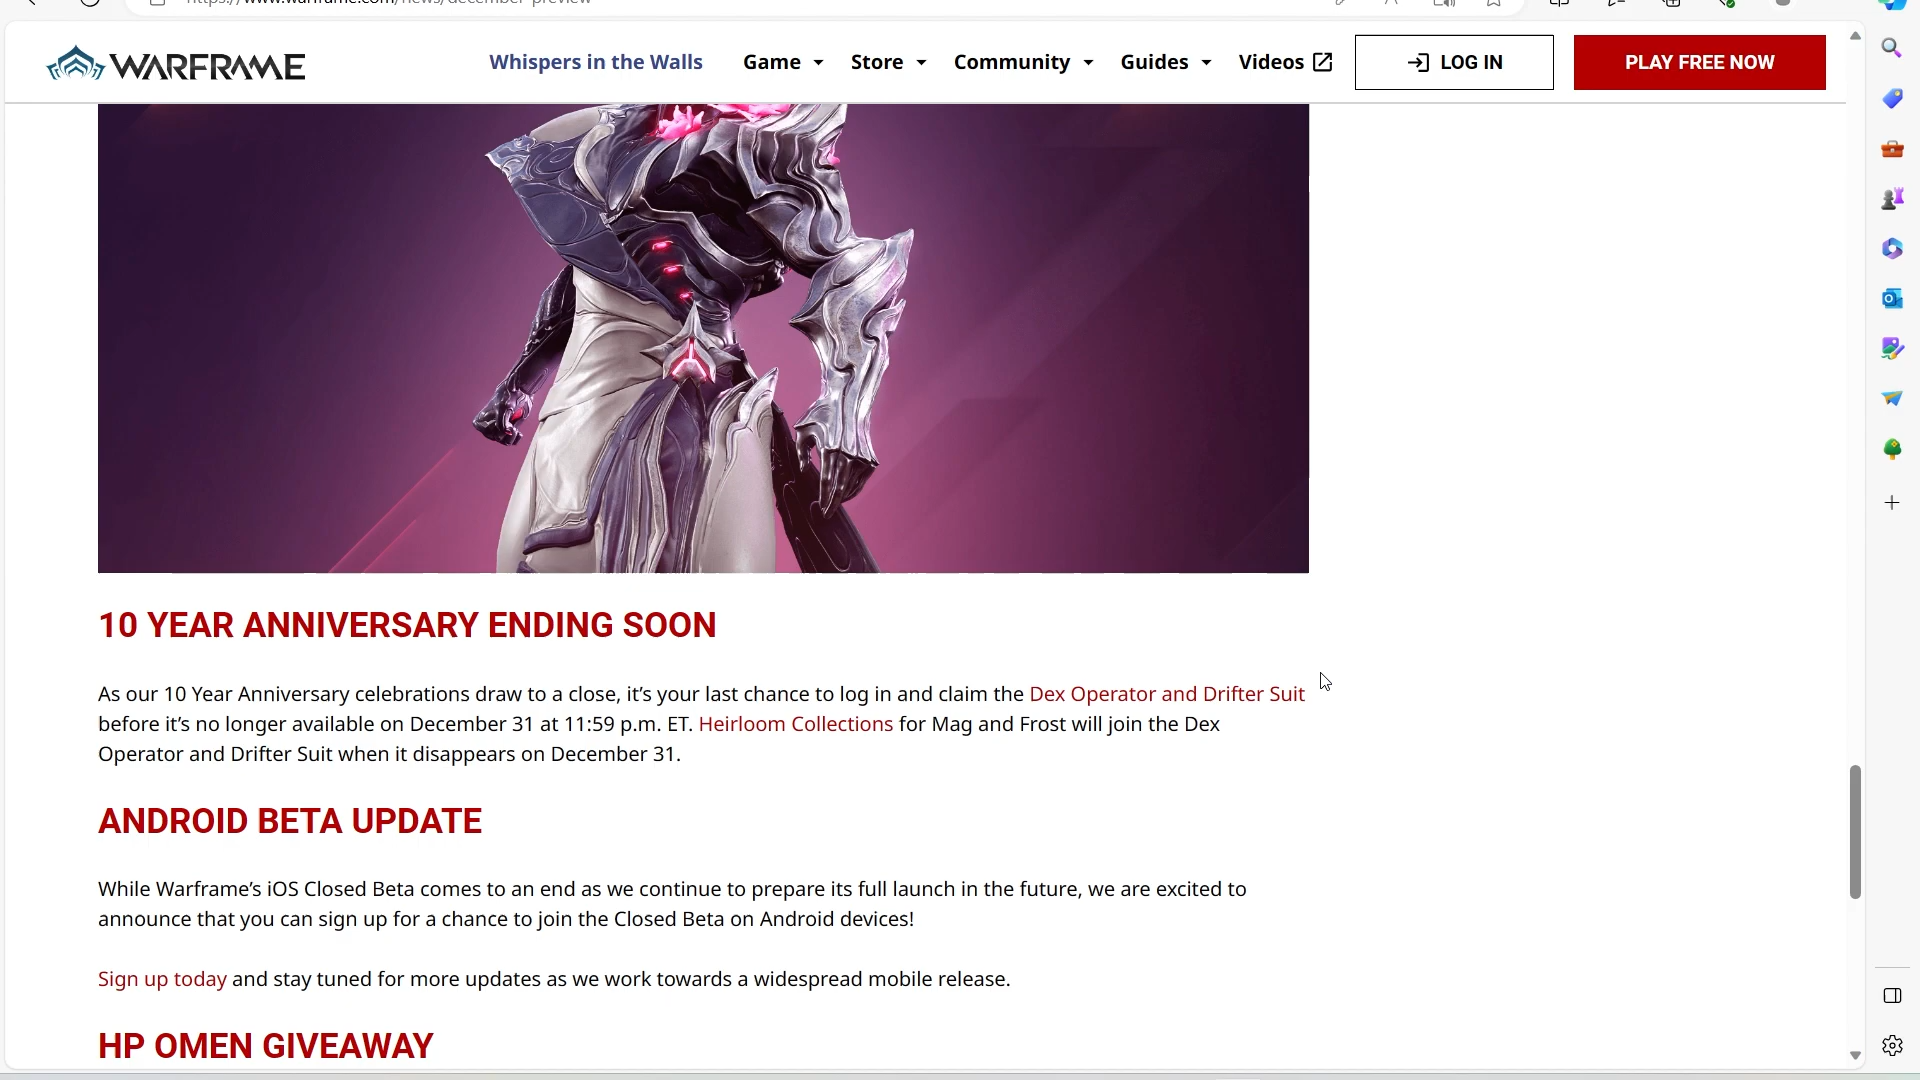 https://www.warframe.com/news/december-preview
WARFRAME
Whispers in the Walls
Game
Store
Community
Guides
Videos
LOG IN
PLAY FREE NOW
10 YEAR ANNIVERSARY ENDING SOON
As our 10 Year Anniversary celebrations draw to a close, it’s your last chance to log in and claim the Dex Operator and Drifter Suit
before it’s no longer available on December 31 at 11:59 p.m. ET. Heirloom Collections for Mag and Frost will join the Dex
Operator and Drifter Suit when it disappears on December 31.
ANDROID BETA UPDATE
While Warframe’s iOS Closed Beta comes to an end as we continue to prepare its full launch in the future, we are excited to
announce that you can sign up for a chance to join the Closed Beta on Android devices!
Sign up today and stay tuned for more updates as we work towards a widespread mobile release.
HP OMEN GIVEAWAY